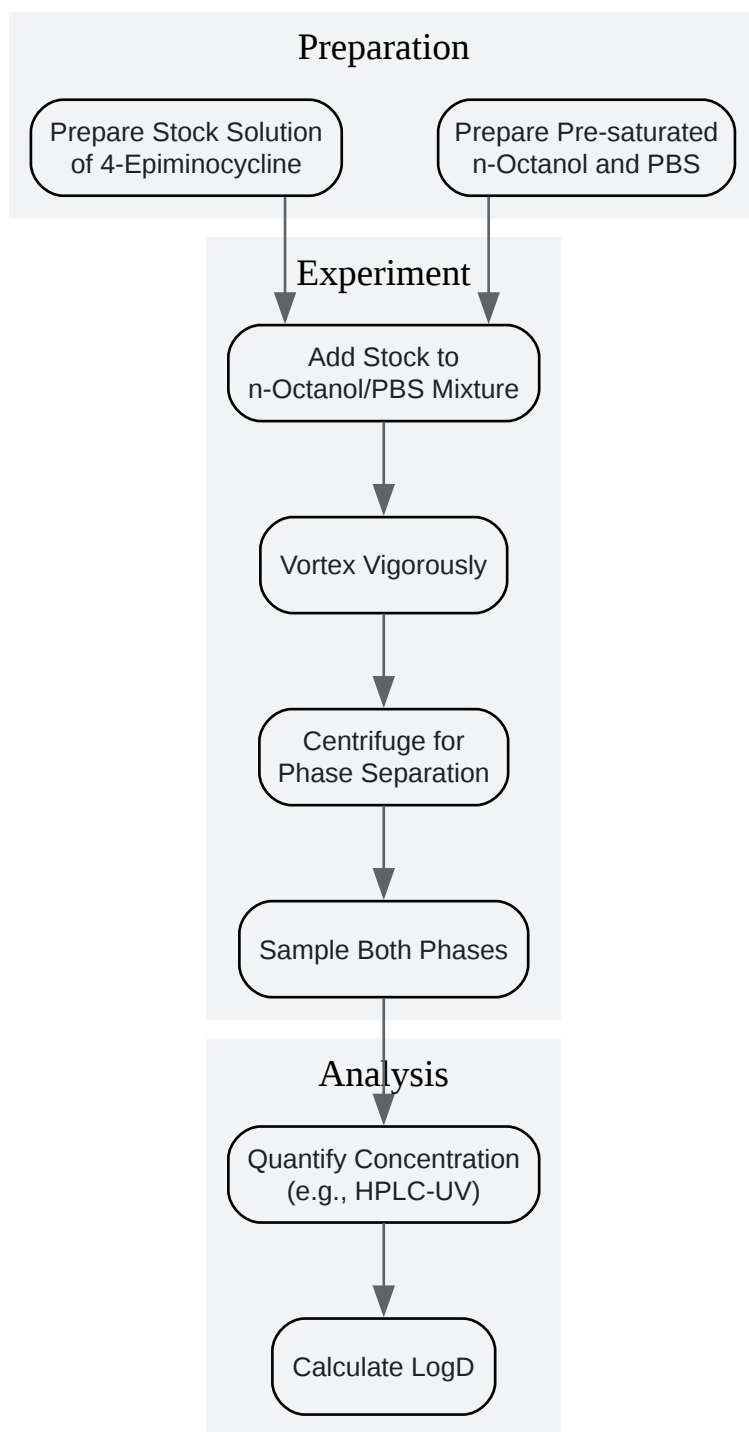 Preparation
Prepare Stock Solution
of 4-Epiminocycline
Prepare Pre-saturated
n-Octanol and PBS
Experiment
Add Stock to
n-Octanol/PBS Mixture
Vortex Vigorously
Centrifuge for
Phase Separation
Sample Both Phases
Analysis
Quantify Concentration
(e.g., HPLC-UV)
Calculate LogD